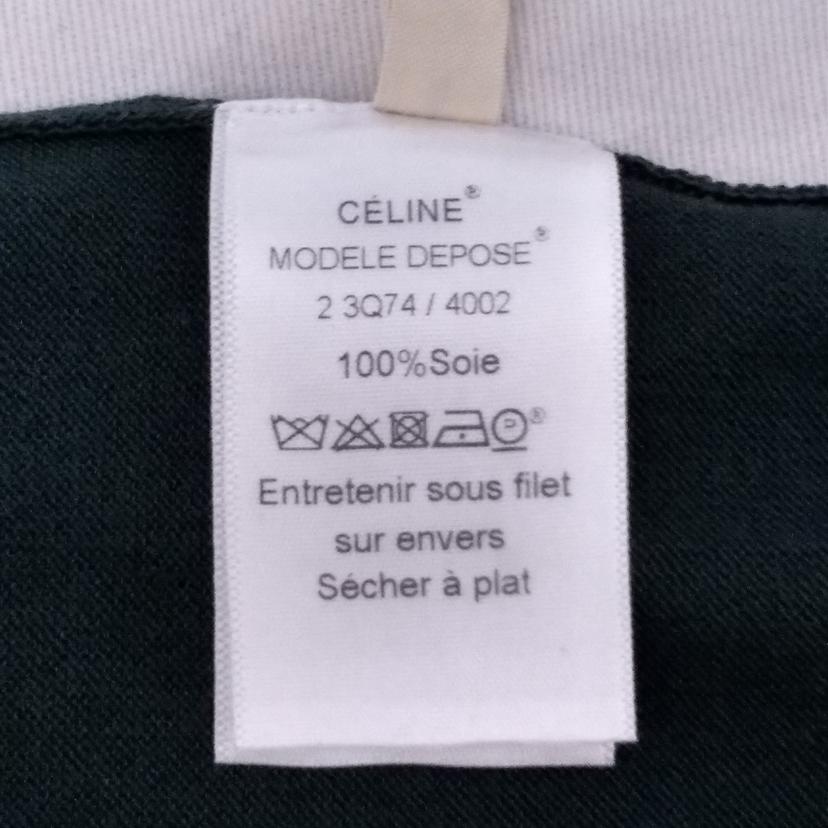 CÉLINE®
MODELE DEPOSE®
2 3Q74 / 4002
100%Soie
P ®
Entretenir sous filet
sur envers
Sécher à plat